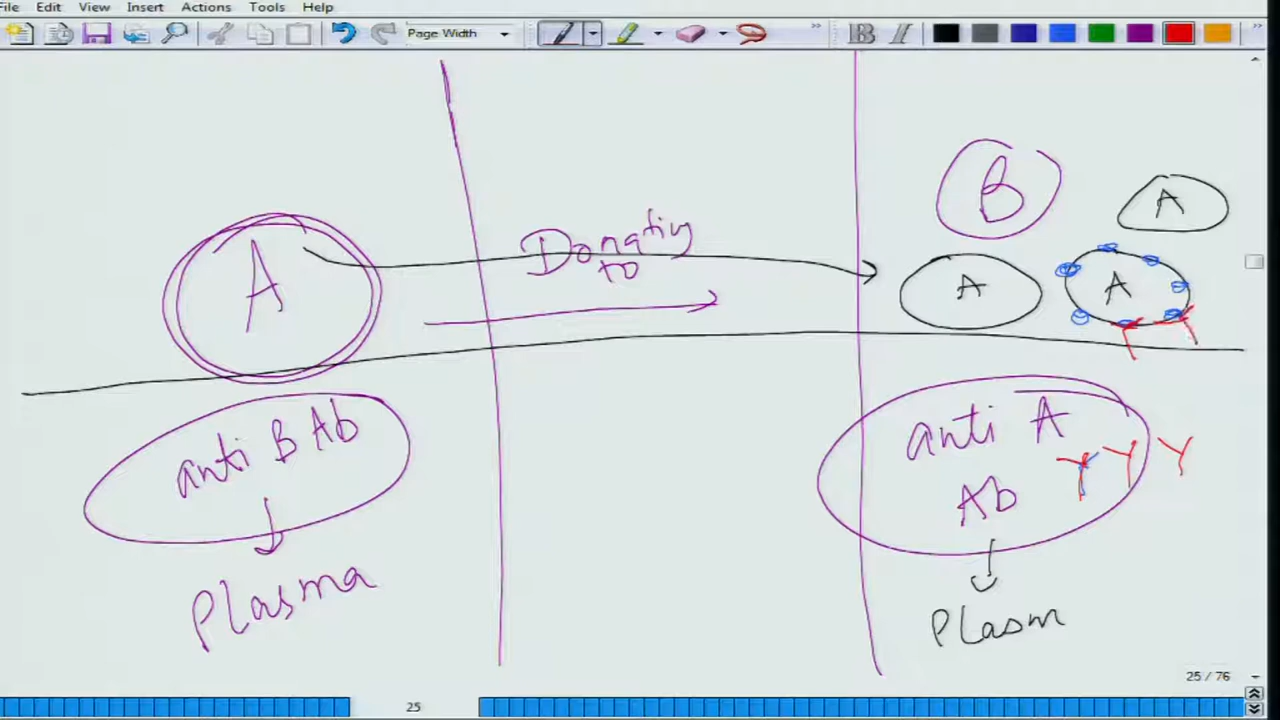 File Edit View Insert Actions Tools Help
Page Width
B I
B
A
A
Donating
to
A
A
anti B Ab
anti A
Ab
Plasma
Plasm
25 / 76
25